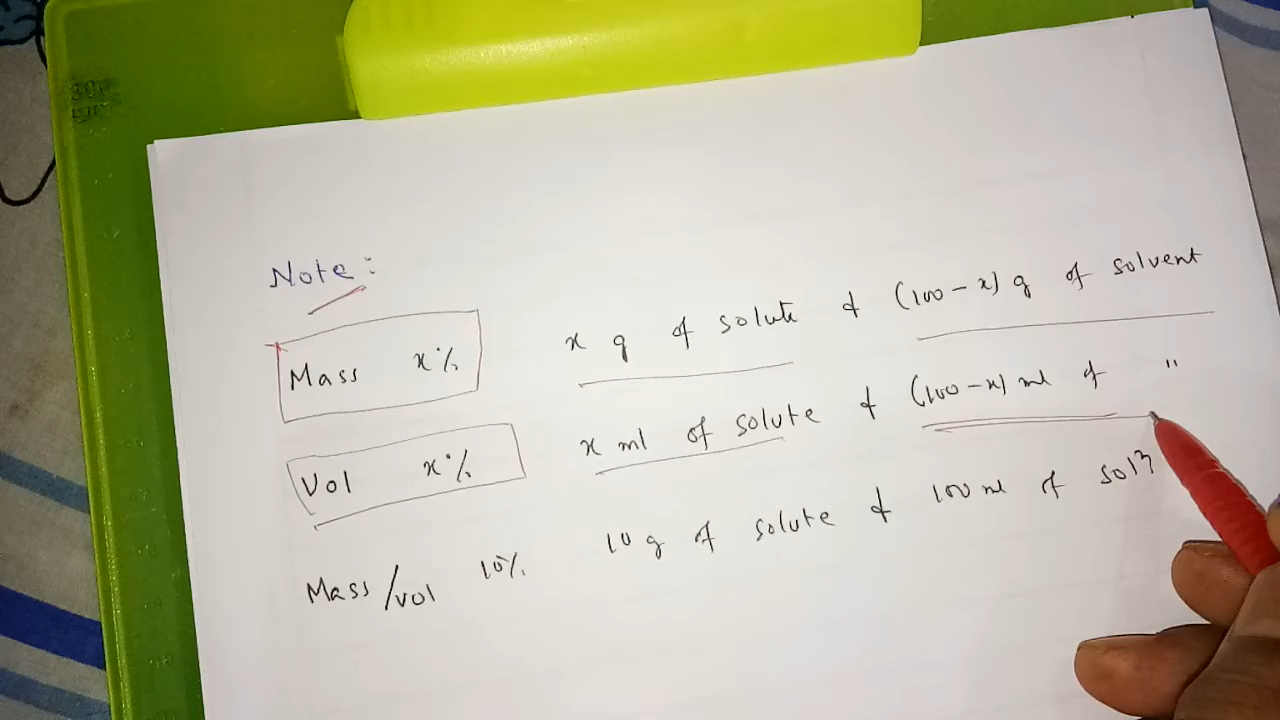 Note:
Mass x% x g of solute & (100-x) g of solvent
Vol x% x ml of solute & (100-x) ml of "
Mass/vol 10% 10 g of solute & 100 ml of sol